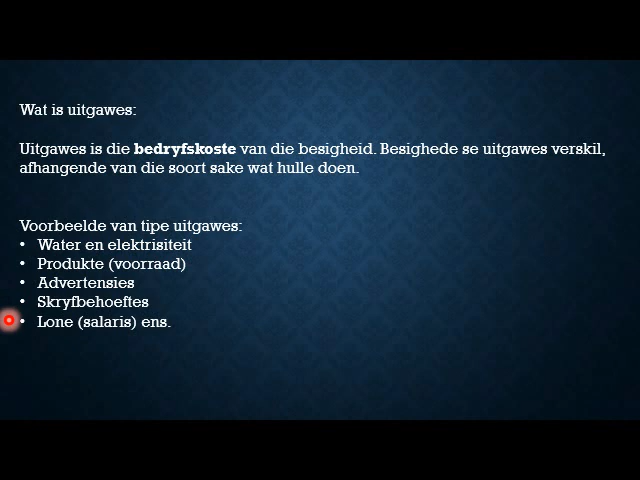 Wat is uitgawes:
Uitgawes is die bedryfskoste van die besigheid. Besighede se uitgawes verskil,
afhangende van die soort sake wat hulle doen.
Voorbeelde van tipe uitgawes:
• Water en elektrisiteit
• Produkte (voorraad)
• Advertensies
• Skryfbehoeftes
• Lone (salaris) ens.